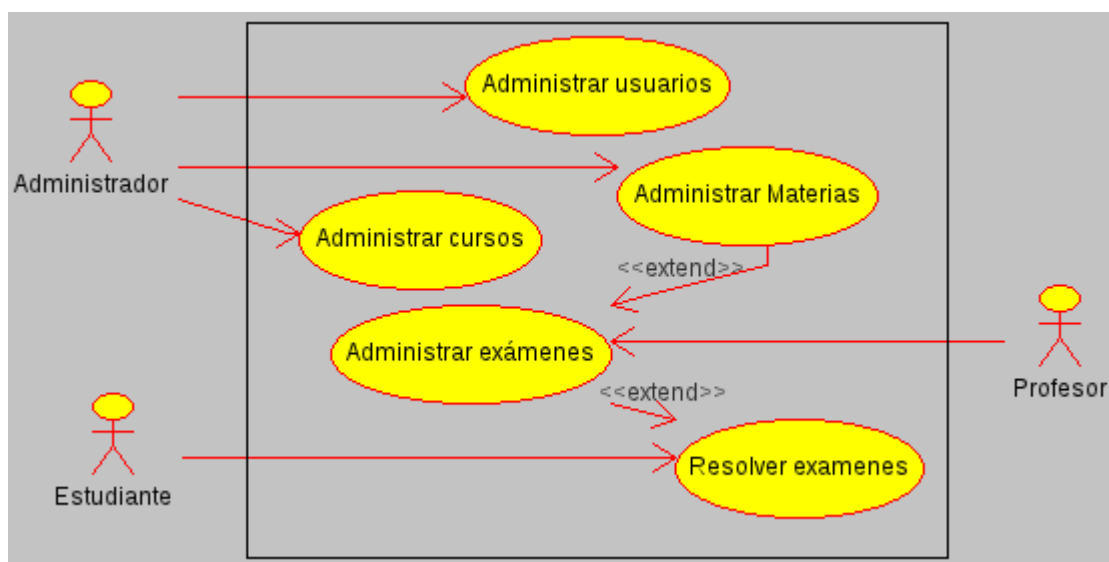 Administrar usuarios
Administrador
Administrar Materias
Administrar cursos
<<extend>>
Administrar exámenes
Profesor
<<extend>>
Estudiante
Resolver examenes